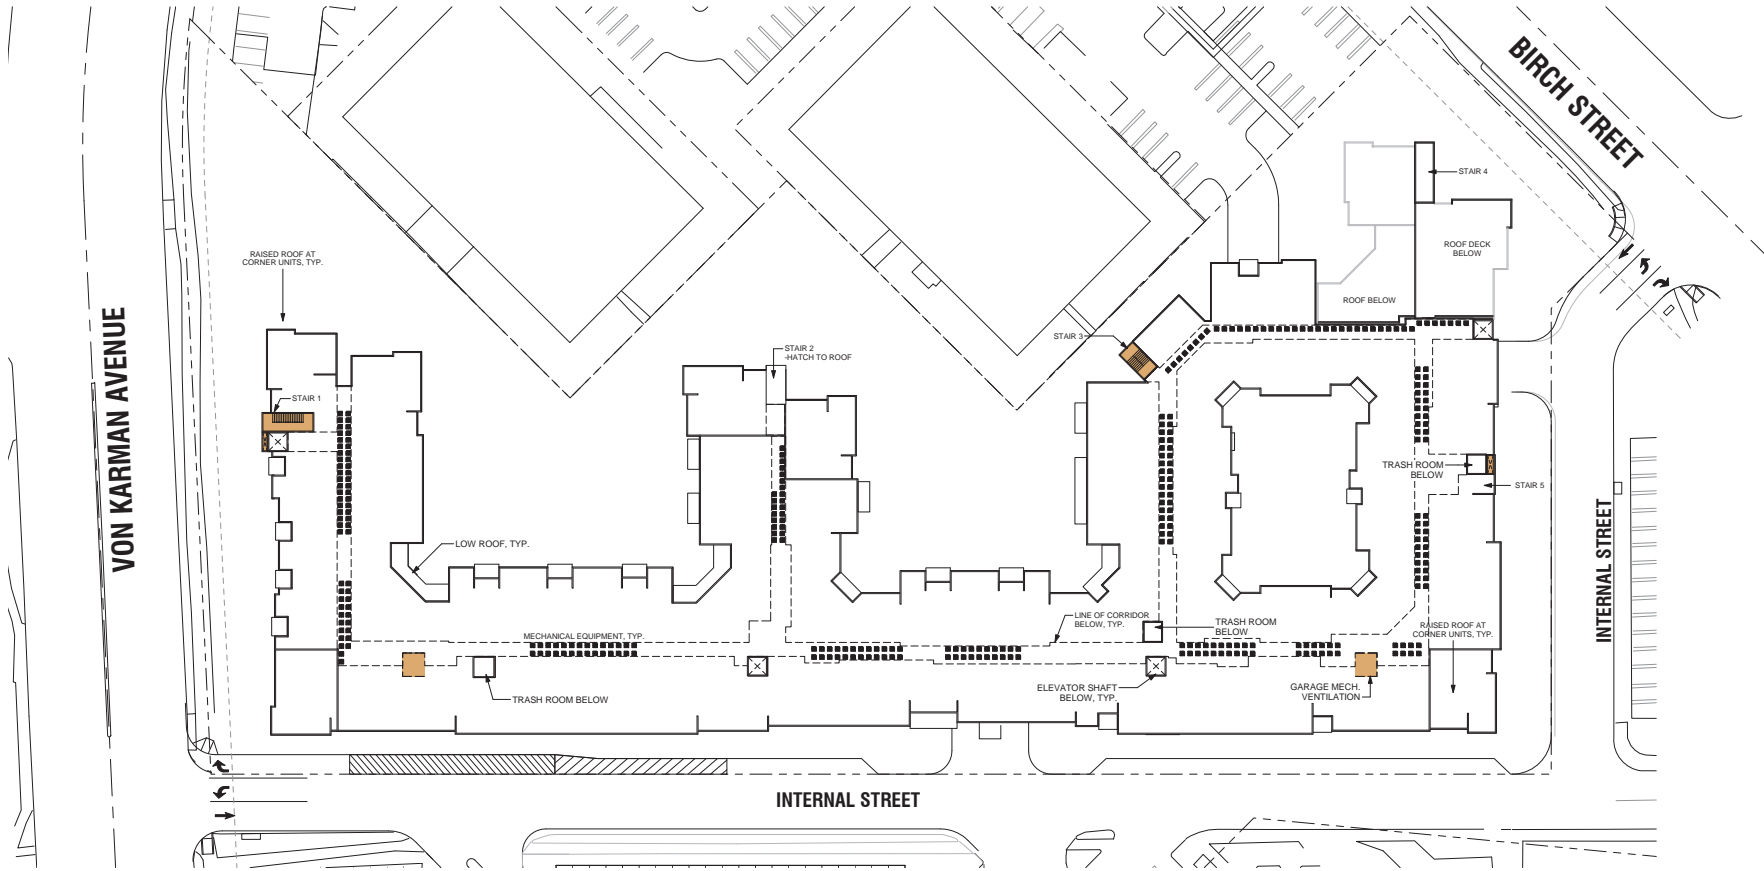 BIRCH STREET
STAIR 4
ROOF DECK
BELOW
RAISED ROOF AT
CORNER UNITS, TYP.
ROOF BELOW
VON KARMAN AVENUE
STAIR 3
STAIR 2
-HATCH TO ROOF
STAIR 1
TRASH ROOM
BELOW
STAIR 5
INTERNAL STREET
LOW ROOF, TYP.
LINE OF CORRIDOR
BELOW, TYP.
TRASH ROOM
BELOW
RAISED ROOF AT
CORNER UNITS, TYP.
MECHANICAL EQUIPMENT, TYP.
ELEVATOR SHAFT
BELOW, TYP.
GARAGE MECH.
VENTILATION
TRASH ROOM BELOW
INTERNAL STREET